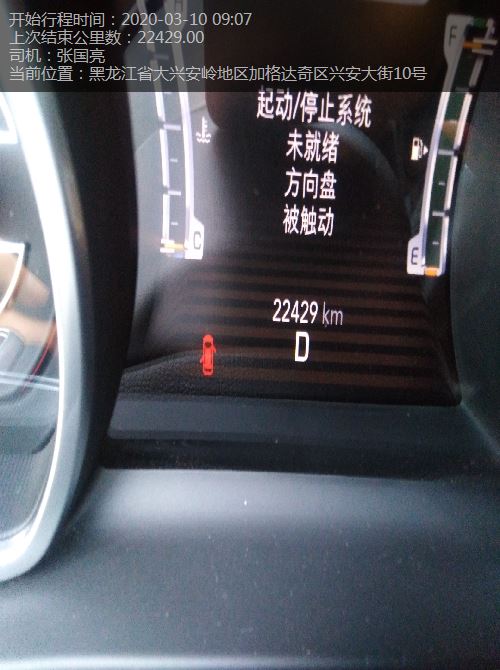 开始行程时间：2020-03-10 09:07
上次结束公里数：22429.00
司机：张国亮
当前位置：黑龙江省大兴安岭地区加格达奇区兴安大街10号
H
F
起动/停止系统
未就绪
方向盘
被触动
C
E
22429 km
D